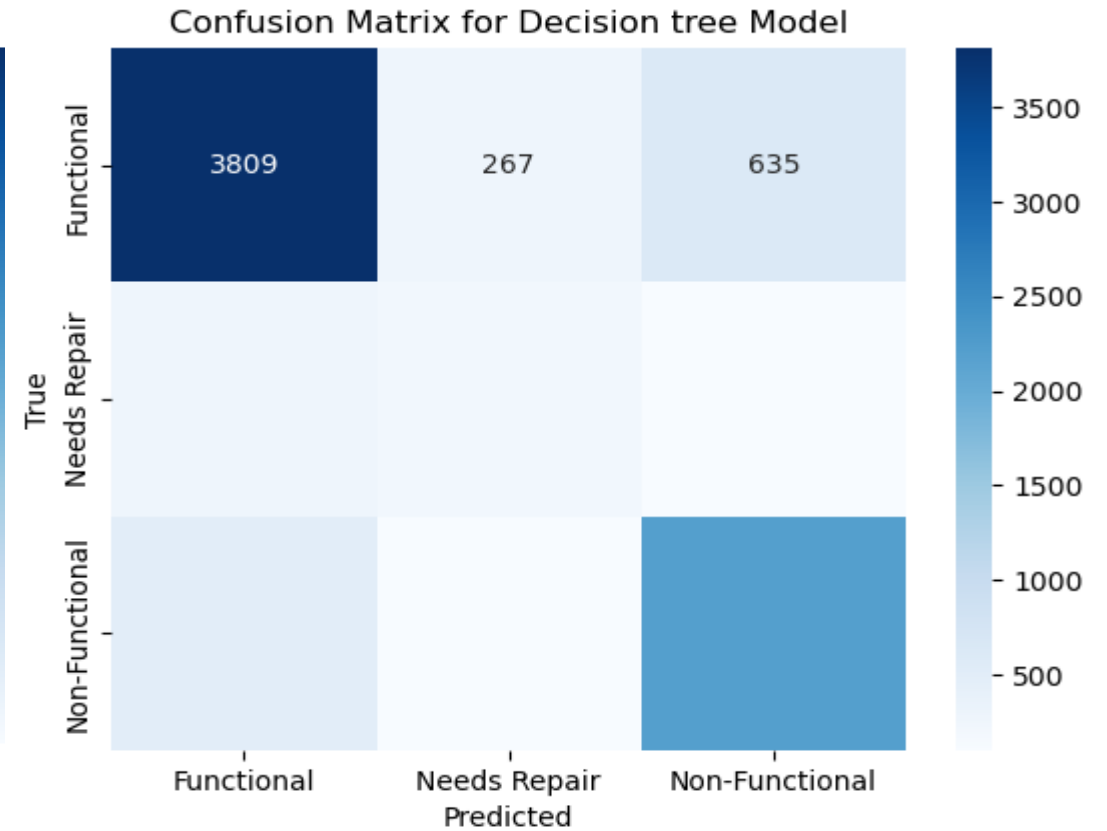 Confusion Matrix for Decision tree Model
True
Functional
Needs Repair
Non-Functional
3809 267 635
3500
3000
2500
2000
1500
1000
500
Functional Needs Repair Non-Functional
Predicted